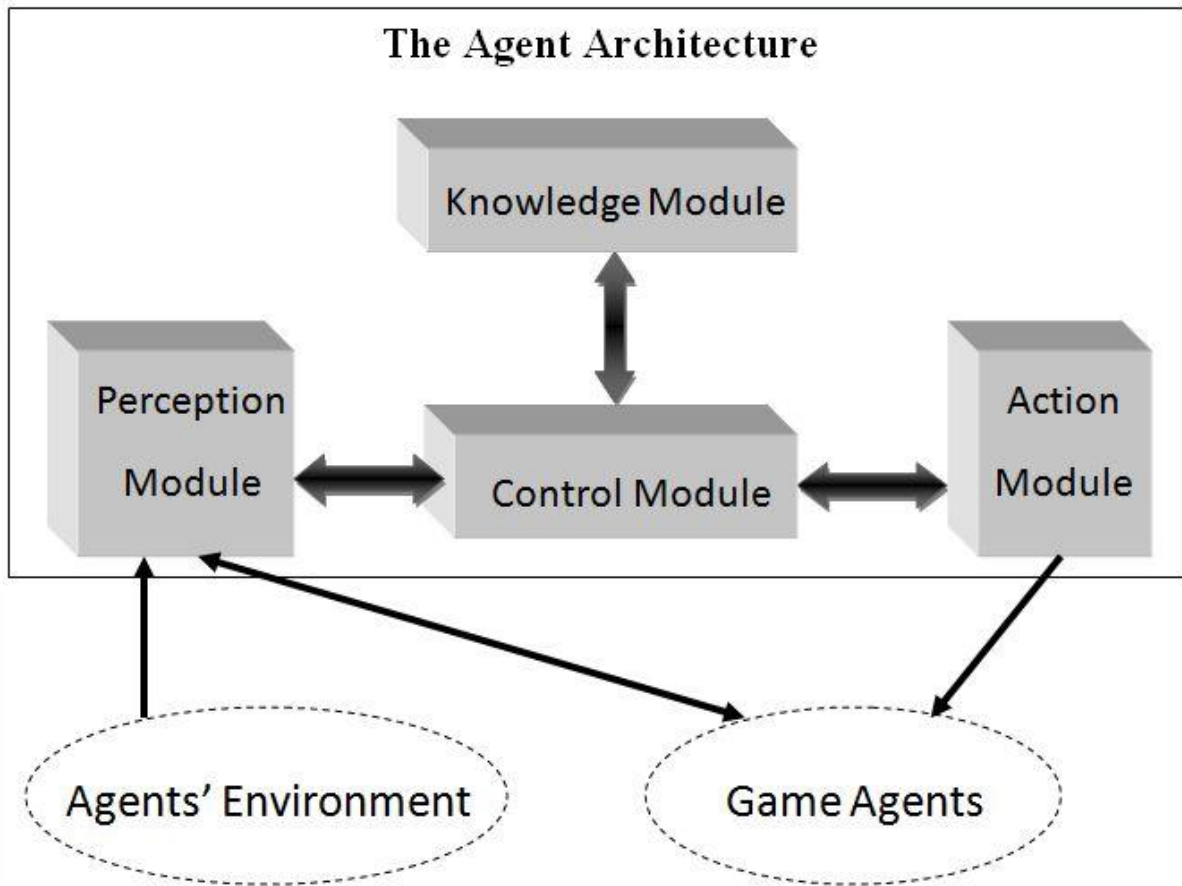 The Agent Architecture
Knowledge Module
Perception
Module
Control Module
Action
Module
Agents’ Environment
Game Agents